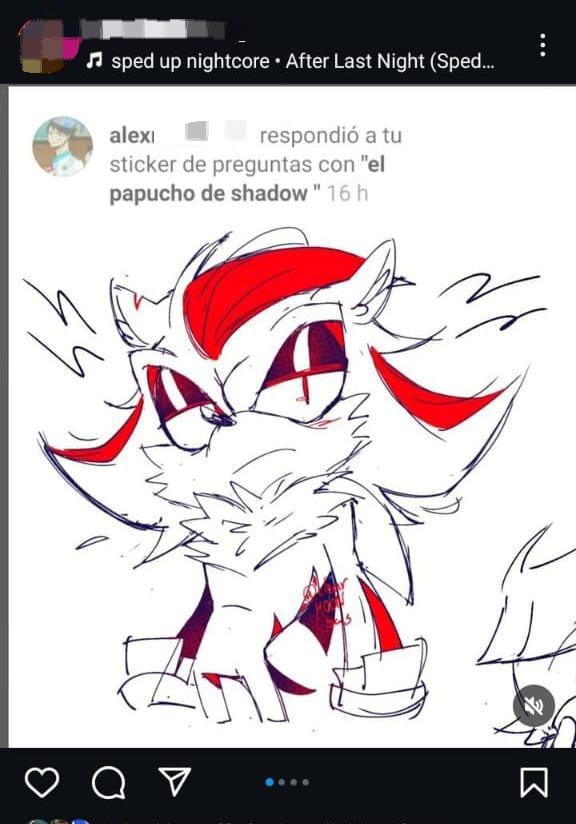 sped up nightcore • After Last Night (Sped...
alex
respondió a tu
sticker de preguntas con "el
papucho de shadow " 16 h